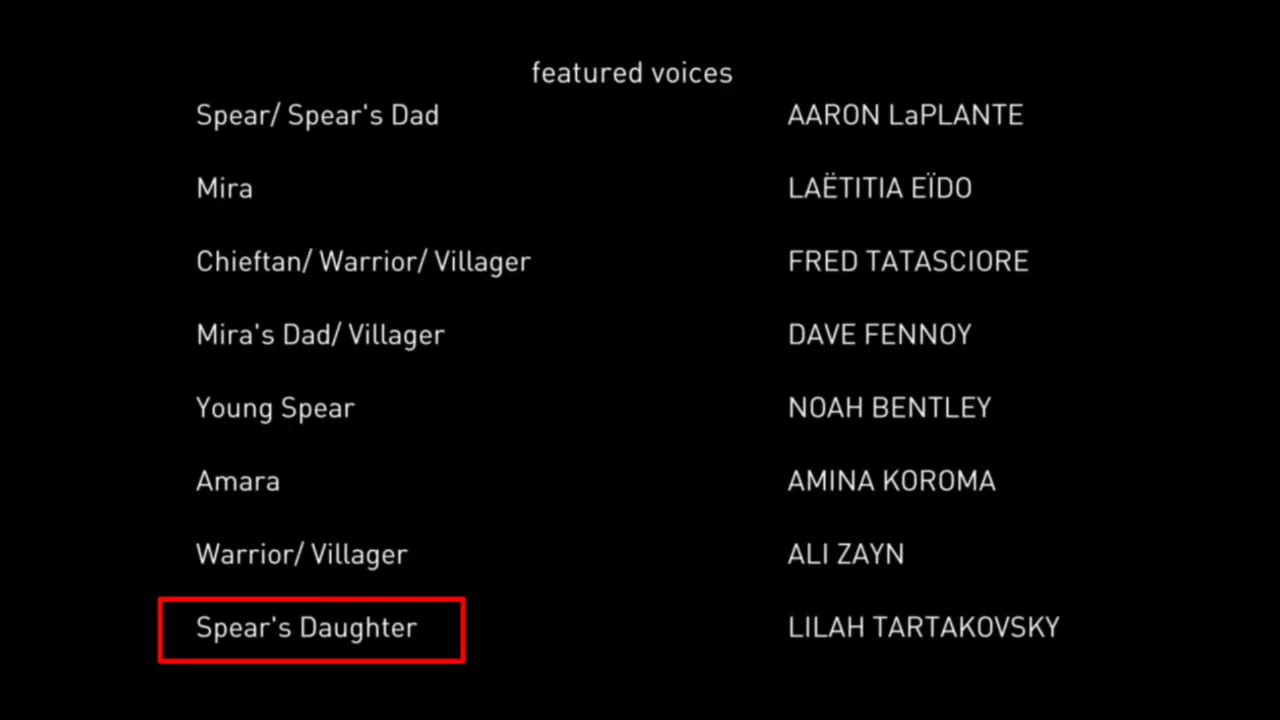 featured voices
Spear/ Spear's Dad AARON LaPLANTE
Mira LAËTITIA EÏDO
Chieftan/ Warrior/ Villager FRED TATASCIORE
Mira's Dad/ Villager DAVE FENNOY
Young Spear NOAH BENTLEY
Amara AMINA KOROMA
Warrior/ Villager ALI ZAYN
Spear's Daughter LILAH TARTAKOVSKY